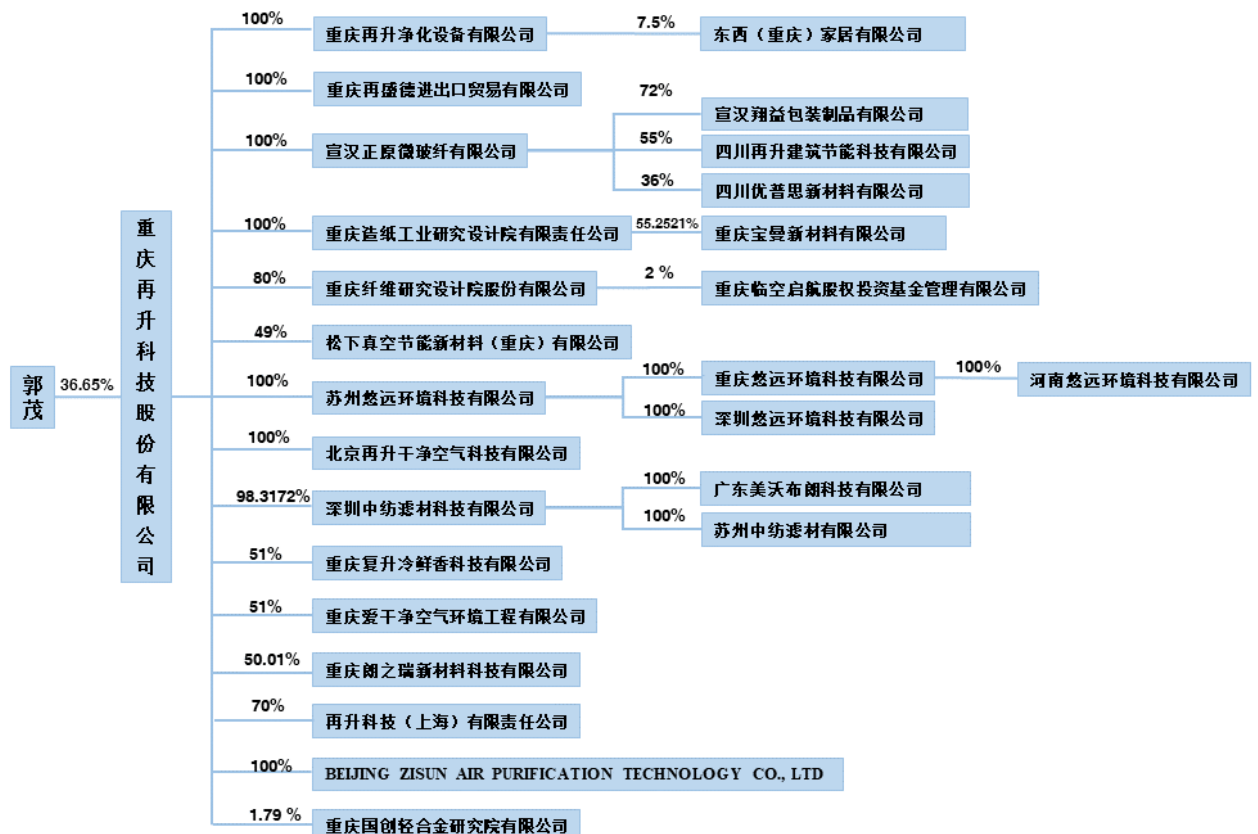 100%
重庆再升净化设备有限公司
7.5%
东西（重庆）家居有限公司
100%
重庆再盛德进出口贸易有限公司
100%
宣汉正原微玻纤有限公司
72%
宣汉翔益包装制品有限公司
55%
四川再升建筑节能科技有限公司
36%
四川优普思新材料有限公司
100%
重庆造纸工业研究设计院有限责任公司
55.2521%
重庆宝曼新材料有限公司
80%
重庆纤维研究设计院股份有限公司
2 %
重庆临空启航股权投资基金管理有限公司
49%
松下真空节能新材料（重庆）有限公司
郭茂
36.65%
重庆再升科技股份有限公司
100%
苏州悠远环境科技有限公司
100%
重庆悠远环境科技有限公司
100%
河南悠远环境科技有限公司
100%
深圳悠远环境科技有限公司
100%
北京再升干净空气科技有限公司
98.3172%
深圳中纺滤材科技有限公司
100%
广东美沃布朗科技有限公司
100%
苏州中纺滤材有限公司
51%
重庆复升冷鲜香科技有限公司
51%
重庆爱干净空气环境工程有限公司
50.01%
重庆朗之瑞新材料科技有限公司
70%
再升科技（上海）有限责任公司
100%
BEIJING ZISUN AIR PURIFICATION TECHNOLOGY CO., LTD
1.79 %
重庆国创轻合金研究院有限公司